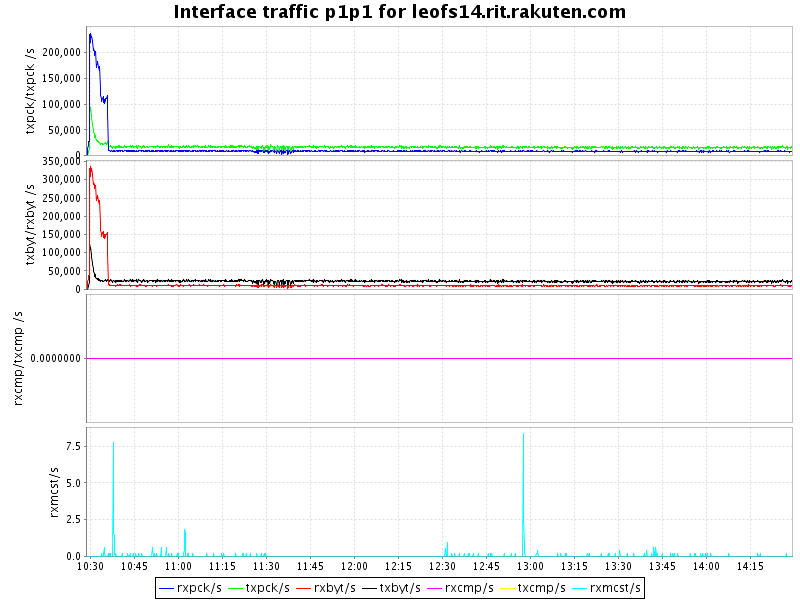 Interface traffic p1p1 for leofs14.rit.rakuten.com
txpck/txpck /s
200,000
150,000
100,000
50,000
0
txbyt/rxbyt /s
350,000
300,000
250,000
200,000
150,000
100,000
50,000
0
rxcmp/txcmp /s
0.0000000
rxmcst/s
7.5
5.0
2.5
0.0
10:30 10:45 11:00 11:15 11:30 11:45 12:00 12:15 12:30 12:45 13:00 13:15 13:30 13:45 14:00 14:15
rxpck/s txpck/s rxbyt/s txbyt/s rxcmp/s txcmp/s rxmcst/s